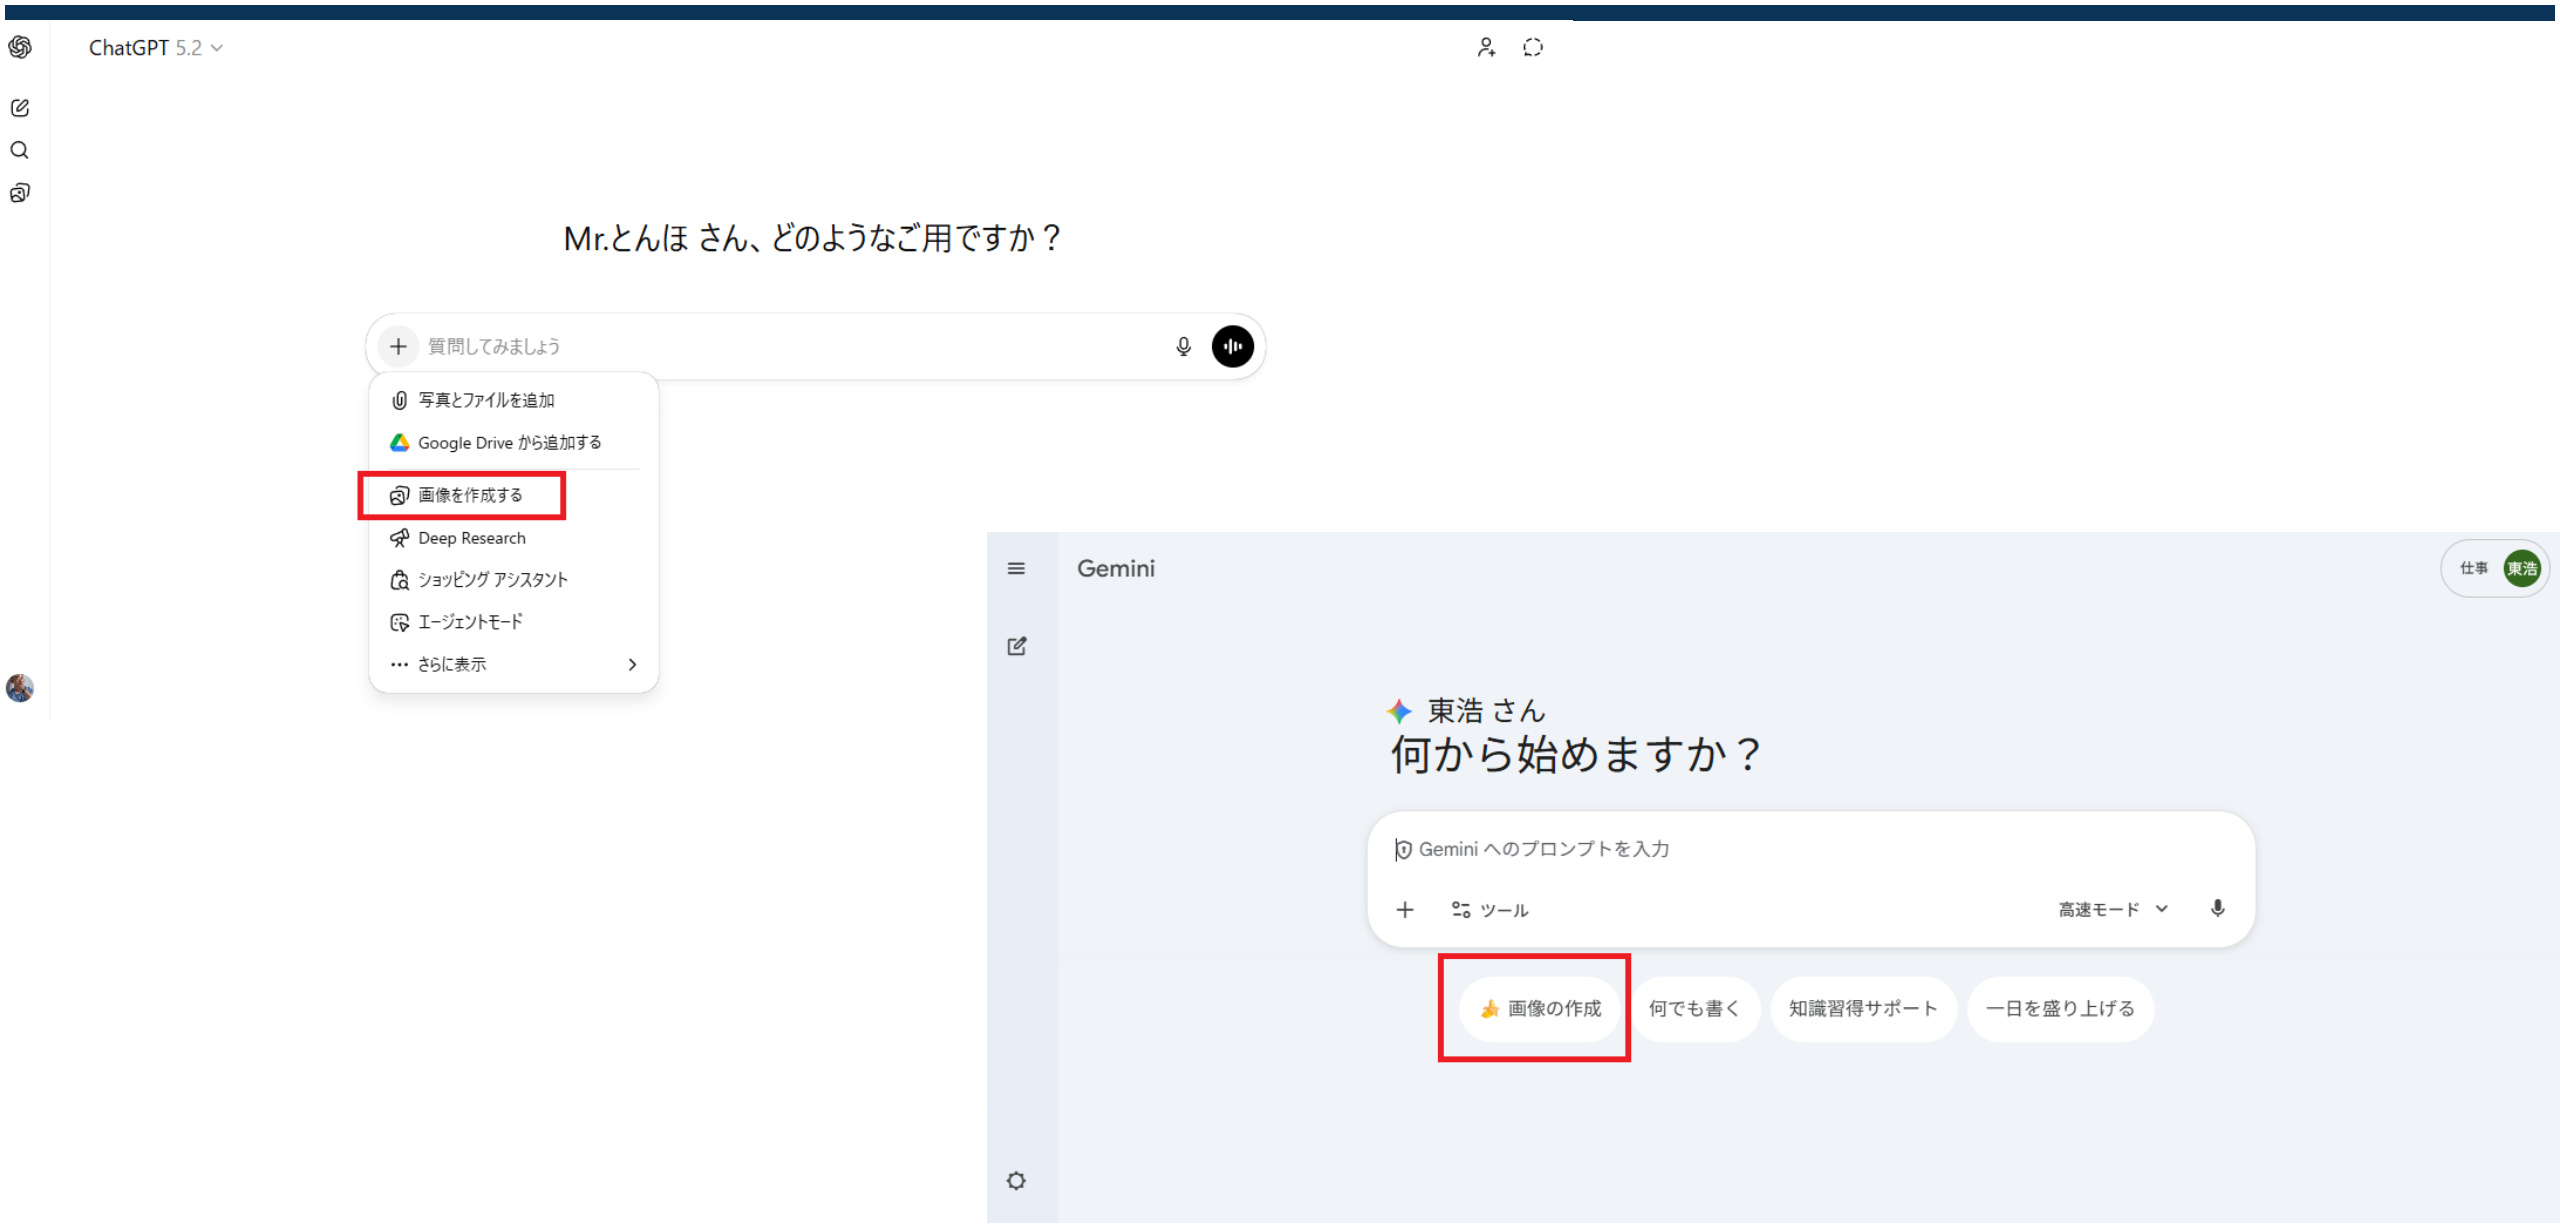 ChatGPT 5.2
Mr.とんほ さん、どのようなご用ですか？
質問してみましょう
写真とファイルを追加
Google Drive から追加する
画像を作成する
Deep Research
ショッピング アシスタント
エージェントモード
さらに表示
Gemini
仕事 東浩
東浩 さん
何から始めますか？
Gemini へのプロンプトを入力
ツール
高速モード
画像の作成
何でも書く
知識習得サポート
一日を盛り上げる